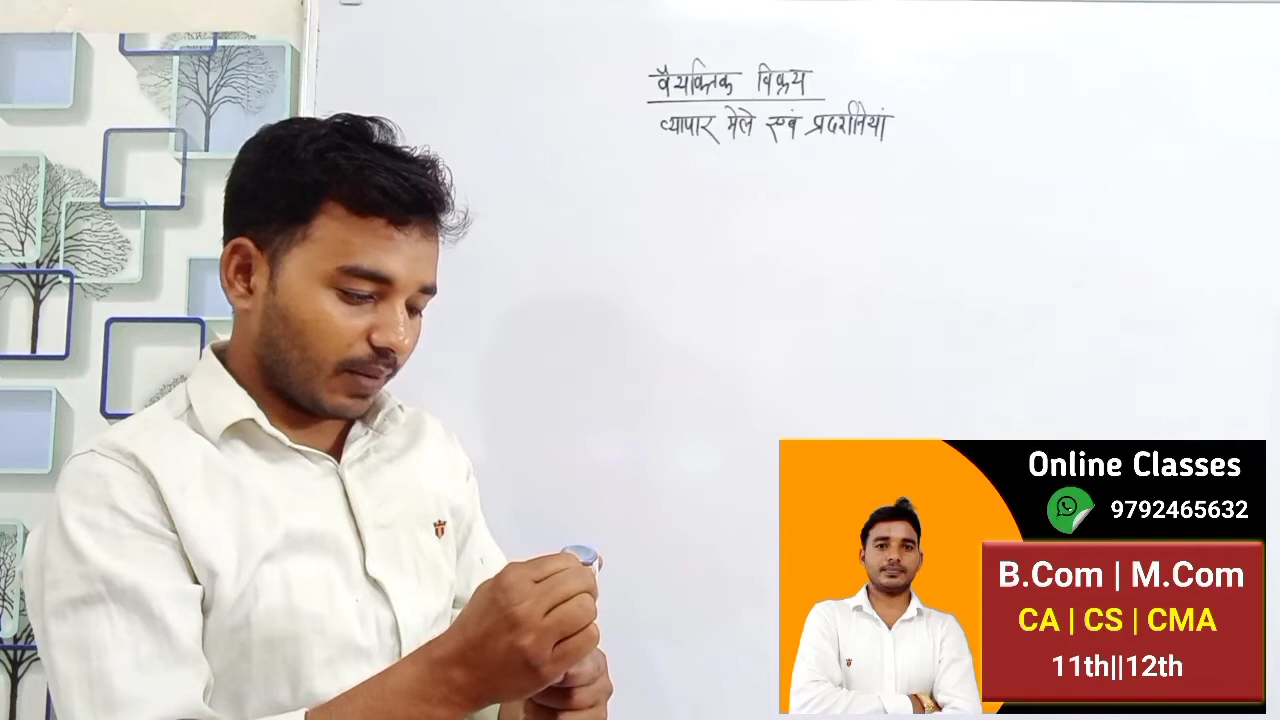 वैयक्तिक विक्रय
व्यापार मेले एवं प्रदर्शनियां
Online Classes
9792465632
B.Com | M.Com
CA | CS | CMA
11th||12th